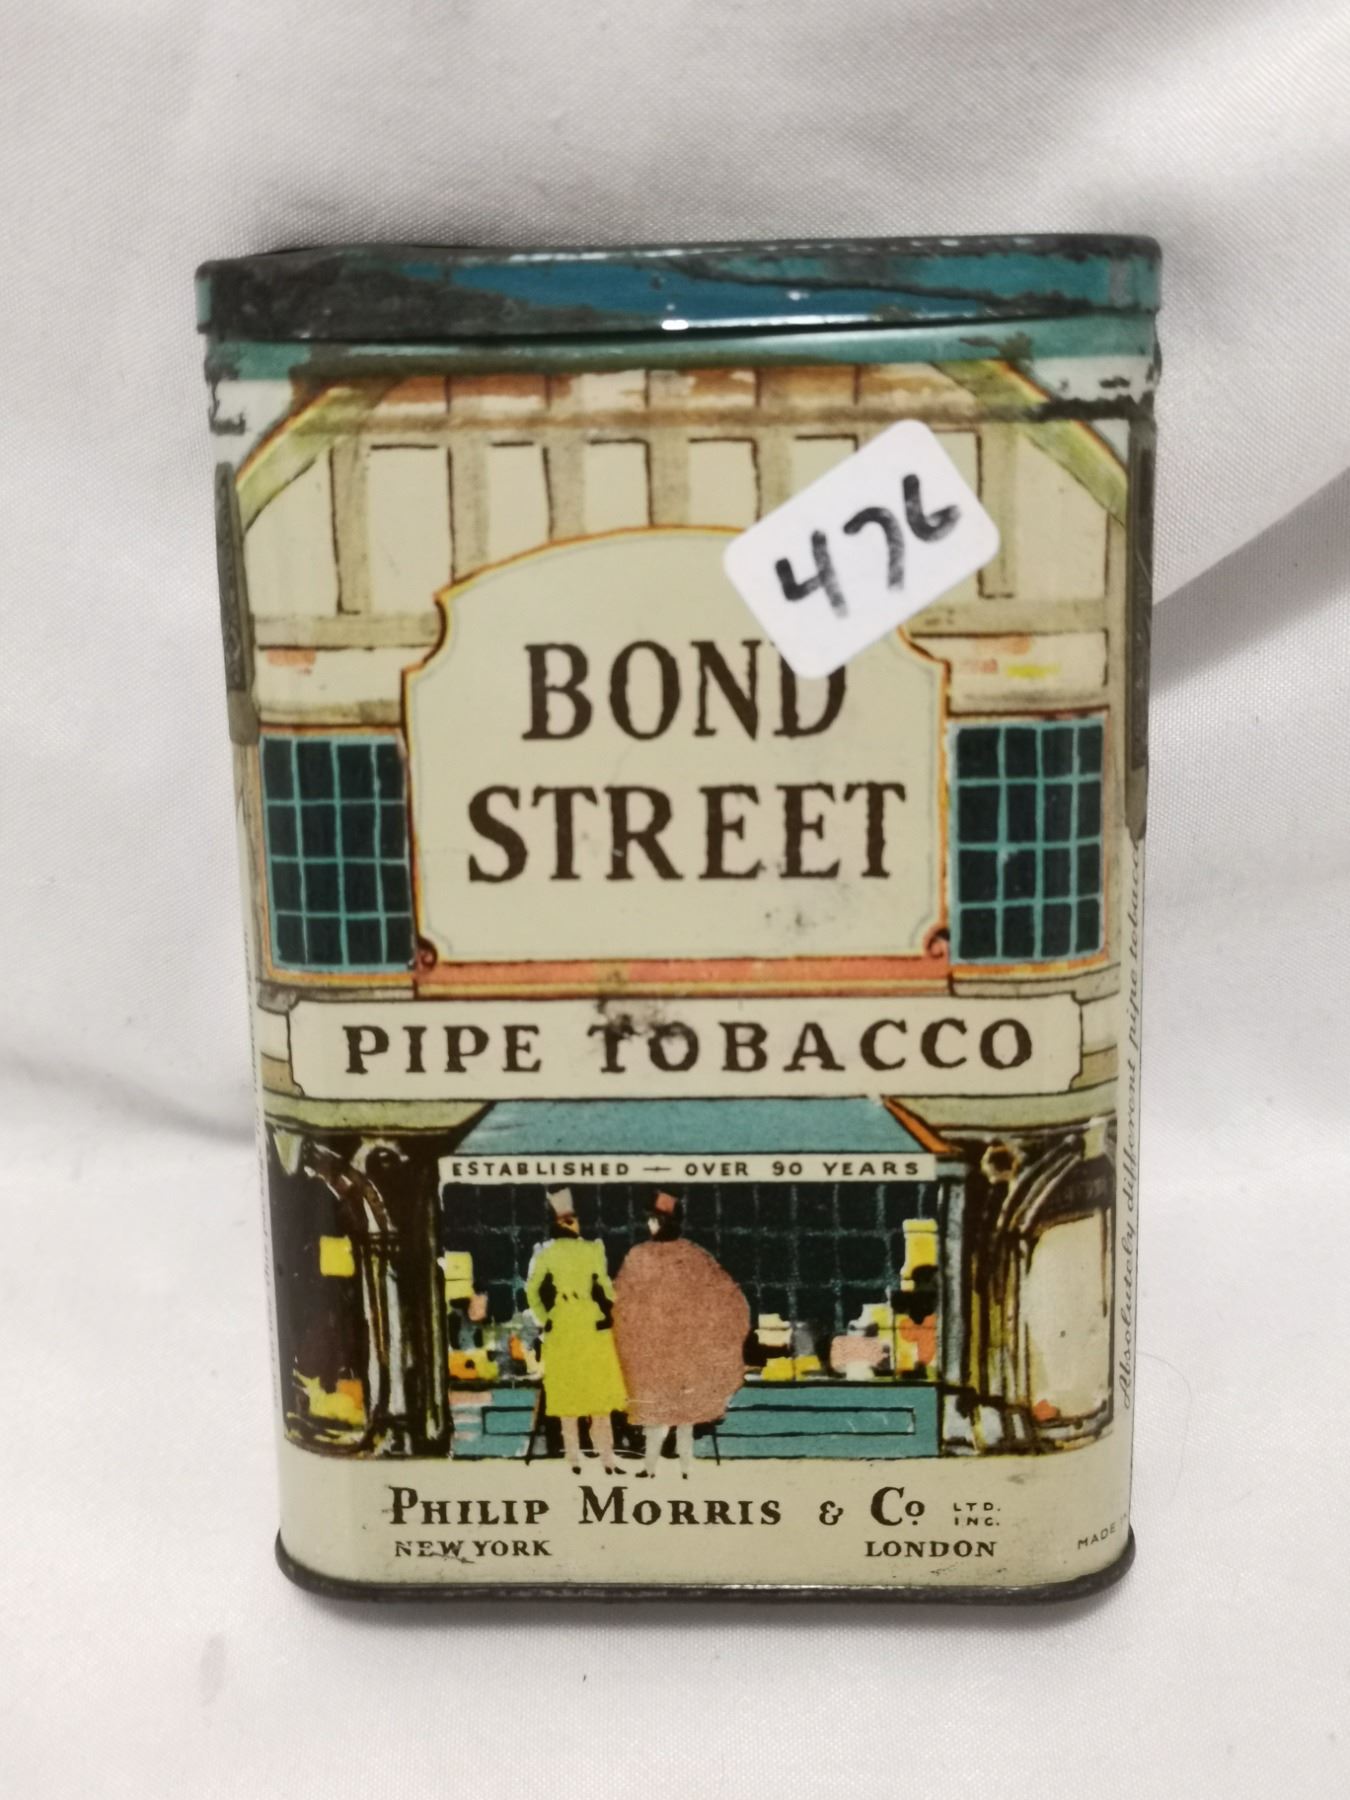 476
BOND
STREET
PIPE TOBACCO
ESTABLISHED — OVER 90 YEARS
PHILIP MORRIS & Co LTD.
INC.
NEW YORK LONDON
MADE
Absolutely different pipe tobacco